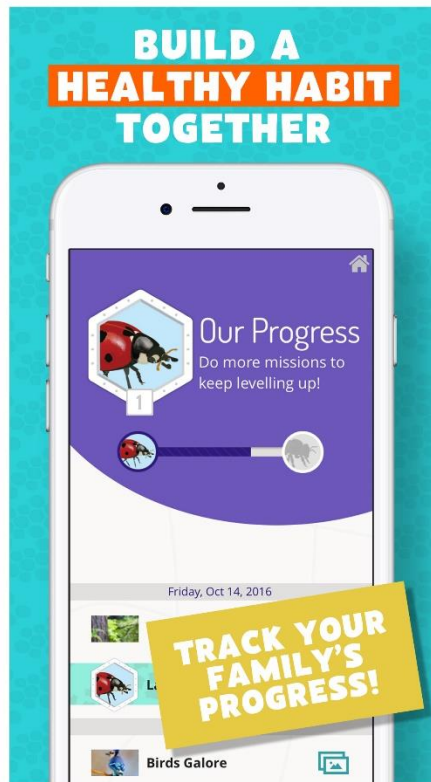 BUILD A
HEALTHY HABIT
TOGETHER
Our Progress
Do more missions to
keep levelling up!
1
Friday, Oct 14, 2016
TRACK YOUR
FAMILY'S
PROGRESS!
Birds Galore